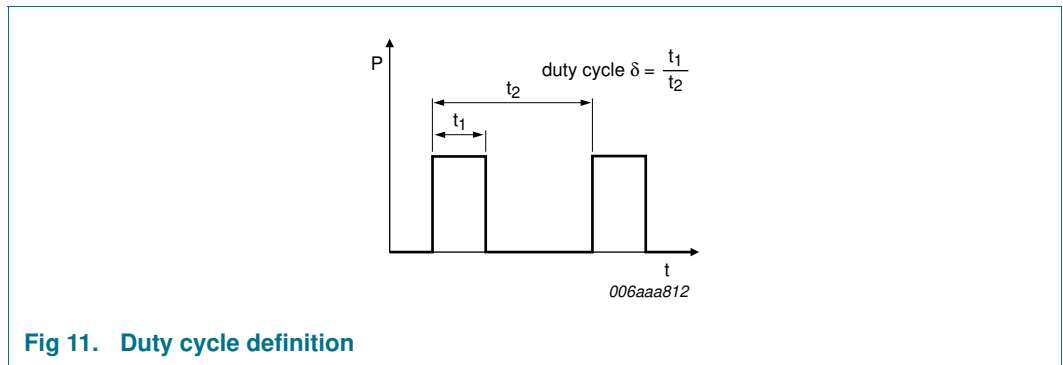 P
duty cycle δ = t1
t2
t2
t1
t
006aaa812
Fig 11. Duty cycle definition